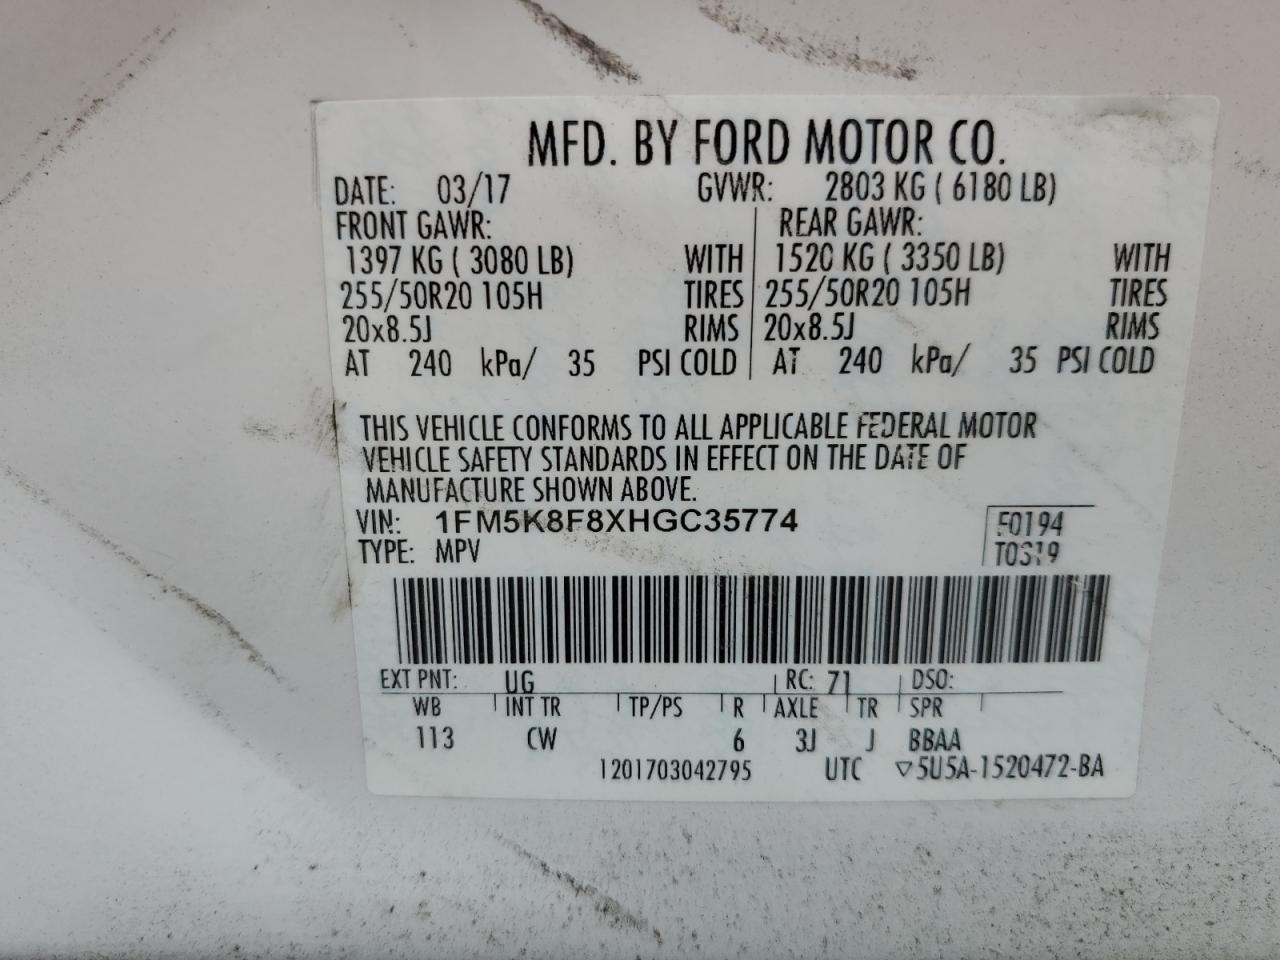 MFD. BY FORD MOTOR CO.
DATE: 03/17 GVWR: 2803 KG ( 6180 LB)
FRONT GAWR: REAR GAWR:
1397 KG ( 3080 LB) WITH 1520 KG ( 3350 LB) WITH
255/50R20 105H TIRES 255/50R20 105H TIRES
20x8.5J RIMS 20x8.5J RIMS
AT 240 kPa/ 35 PSI COLD AT 240 kPa/ 35 PSI COLD
THIS VEHICLE CONFORMS TO ALL APPLICABLE FEDERAL MOTOR
VEHICLE SAFETY STANDARDS IN EFFECT ON THE DATE OF
MANUFACTURE SHOWN ABOVE.
VIN: 1FM5K8F8XHGC35774 F0194
TYPE: MPV
EXT PNT: UG RC: 71 DSO:
WB INT TR TP/PS R AXLE TR SPR
113 CW 6 3J J BBAA
1201703042795 UTC ▽5U5A-1520472-BA